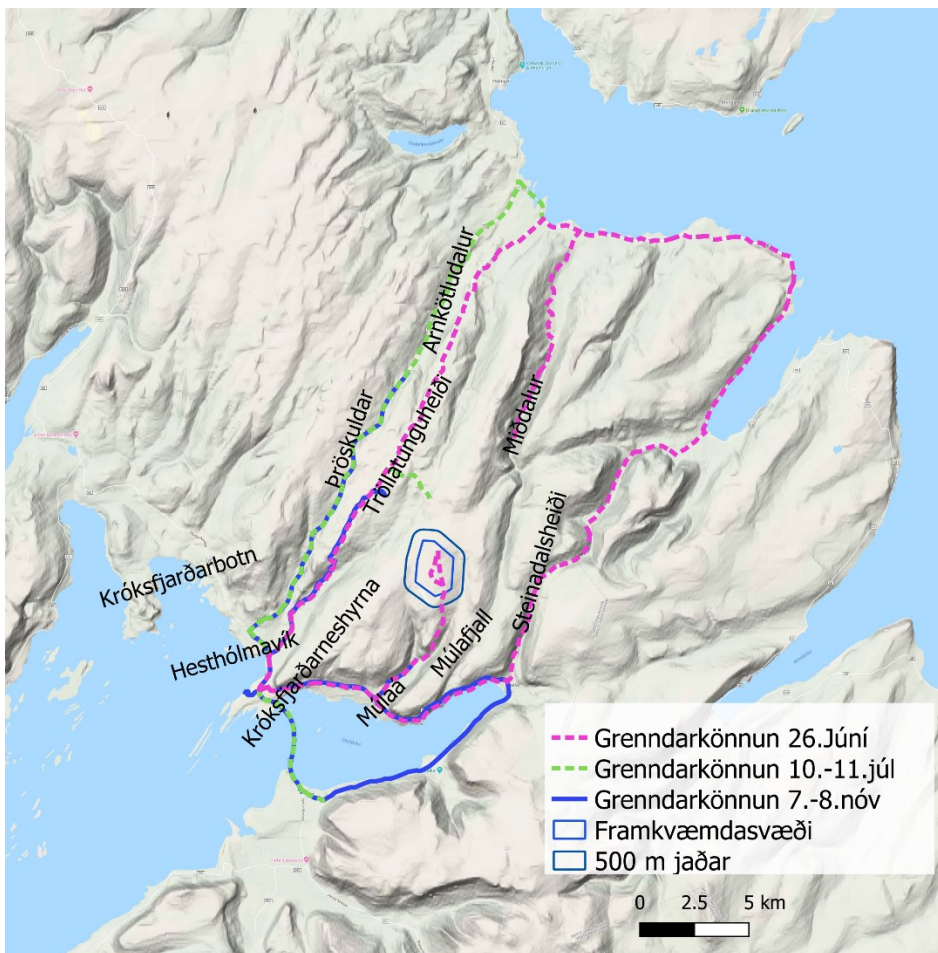 Arnkötludalur
Þröskuldar
Tröllatunguheiði
Miðdalur
Steinadalsheiði
Króksfjarðarbotn
Hesthólmavík
Króksfjarðarneshyrna
Múlaá
Múlafjall
Grenndarkönnun 26.Júní
Grenndarkönnun 10.-11.júl
Grenndarkönnun 7.-8.nóv
Framkvæmdasvæði
500 m jaðar
0 2.5 5 km